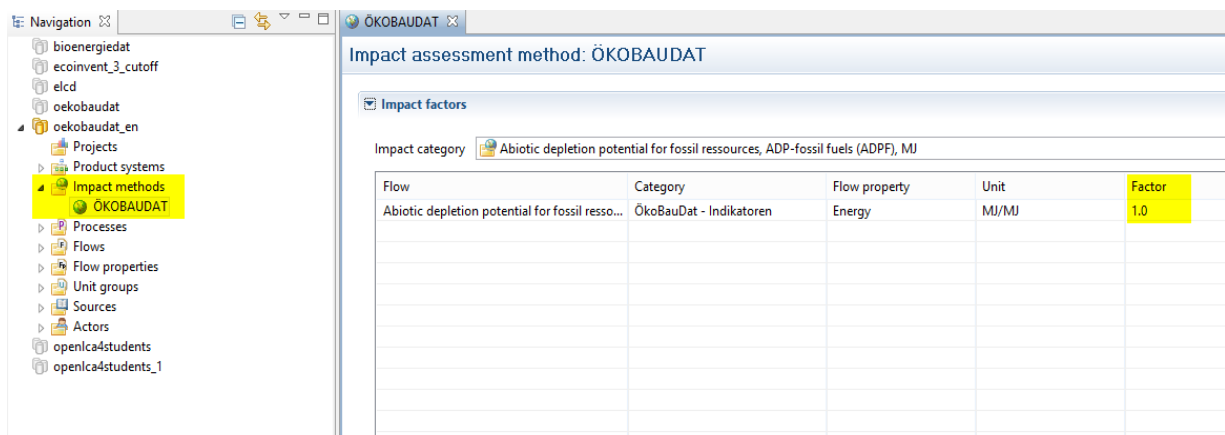 Navigation
bioenergiedat
ecoinvent_3_cutoff
elcd
oekobaudat
oekobaudat_en
Projects
Product systems
Impact methods
ÖKOBAUDAT
Processes
Flows
Flow properties
Unit groups
Sources
Actors
openlca4students
openlca4students_1
ÖKOBAUDAT
Impact assessment method: ÖKOBAUDAT
Impact factors
Impact category Abiotic depletion potential for fossil ressources, ADP-fossil fuels (ADPF), MJ
Flow Category Flow property Unit Factor
Abiotic depletion potential for fossil resso... ÖkoBauDat - Indikatoren Energy MJ/MJ 1.0